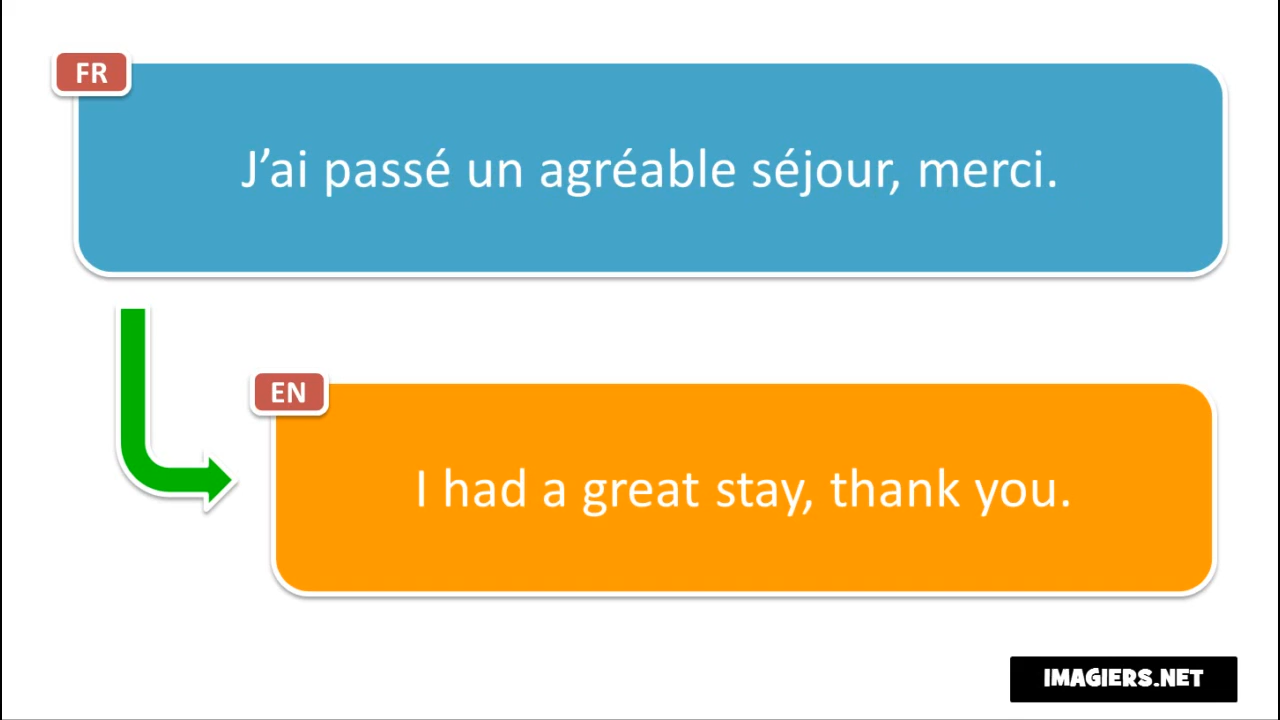 FR
J’ai passé un agréable séjour, merci.
EN
I had a great stay, thank you.
IMAGIERS.NET